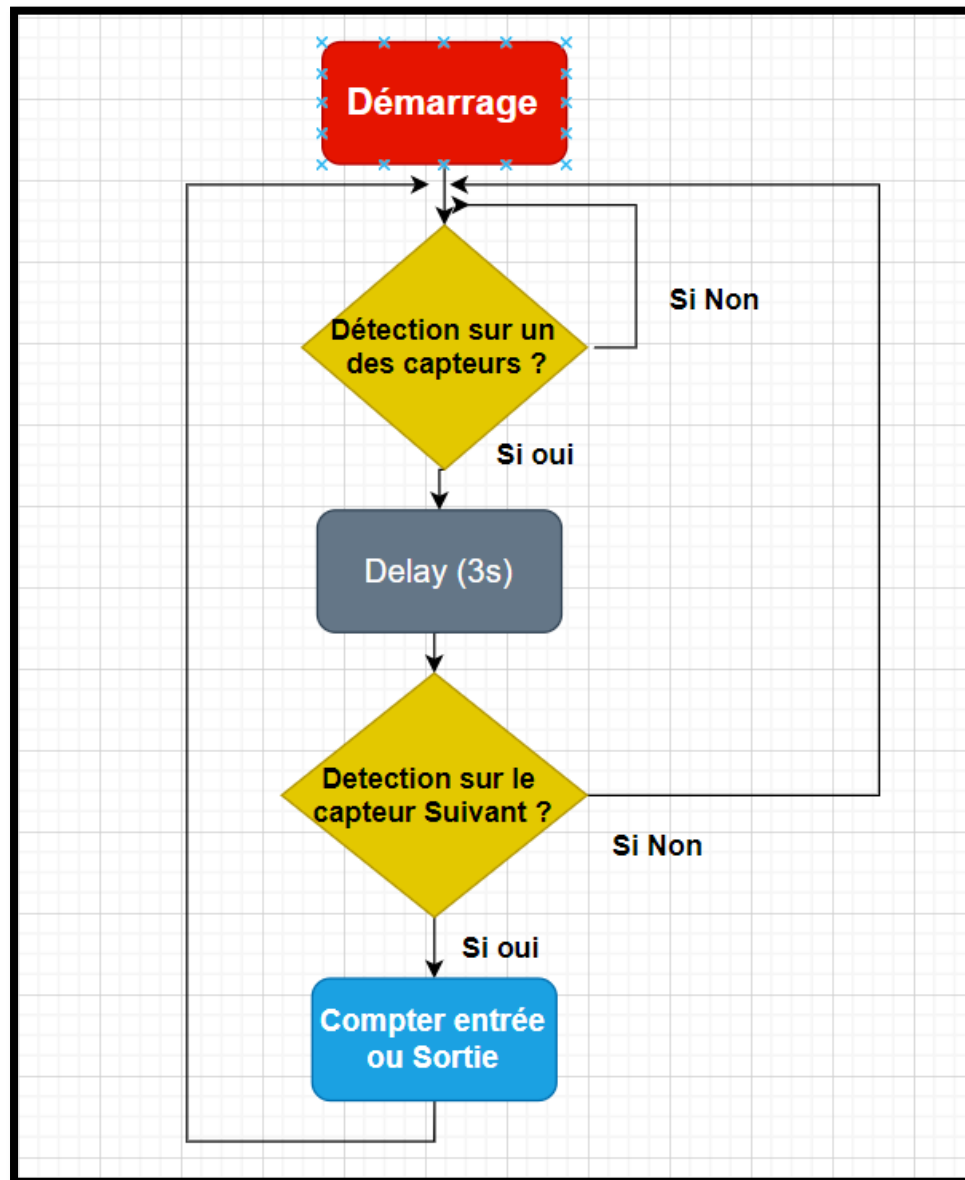 Démarrage
Si Non
Détection sur un
des capteurs ?
Si oui
Delay (3s)
Detection sur le
capteur Suivant ?
Si Non
Si oui
Compter entrée
ou Sortie